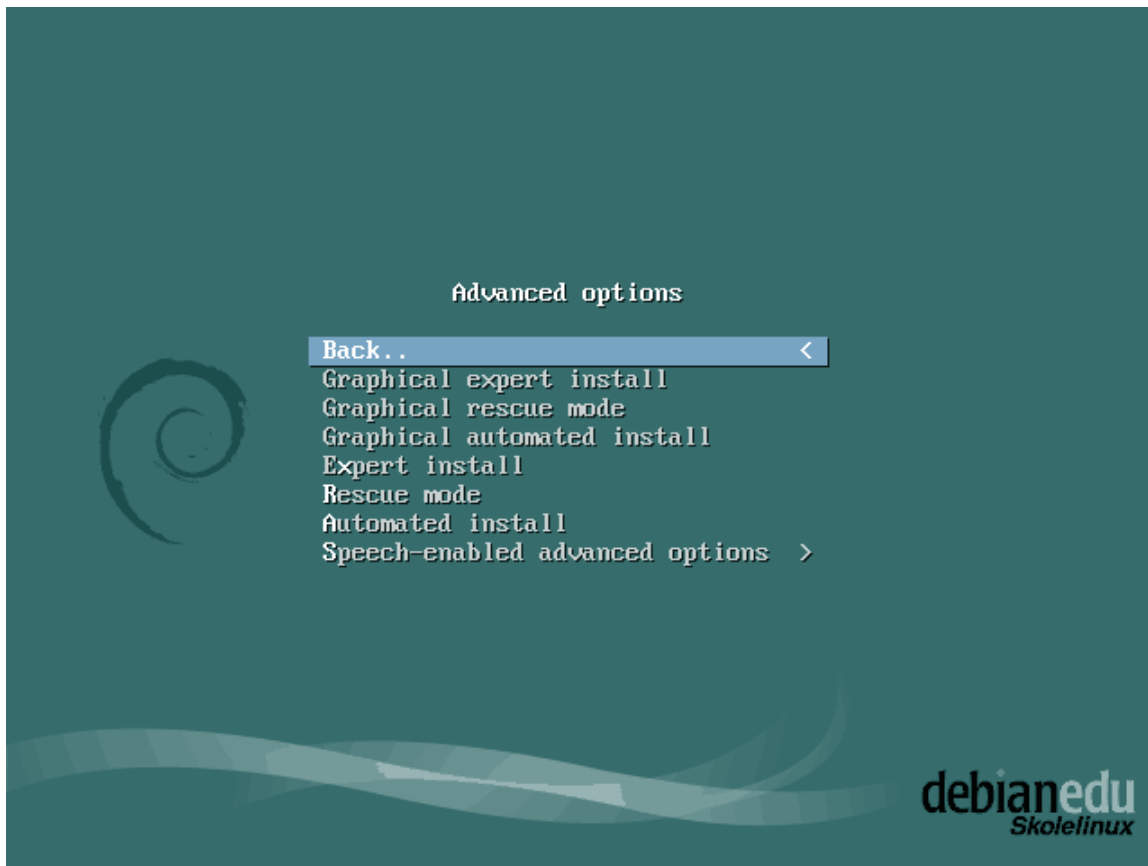 Advanced options
Back.. <
Graphical expert install
Graphical rescue mode
Graphical automated install
Expert install
Rescue mode
Automated install
Speech-enabled advanced options >
debianedu
Skolelinux